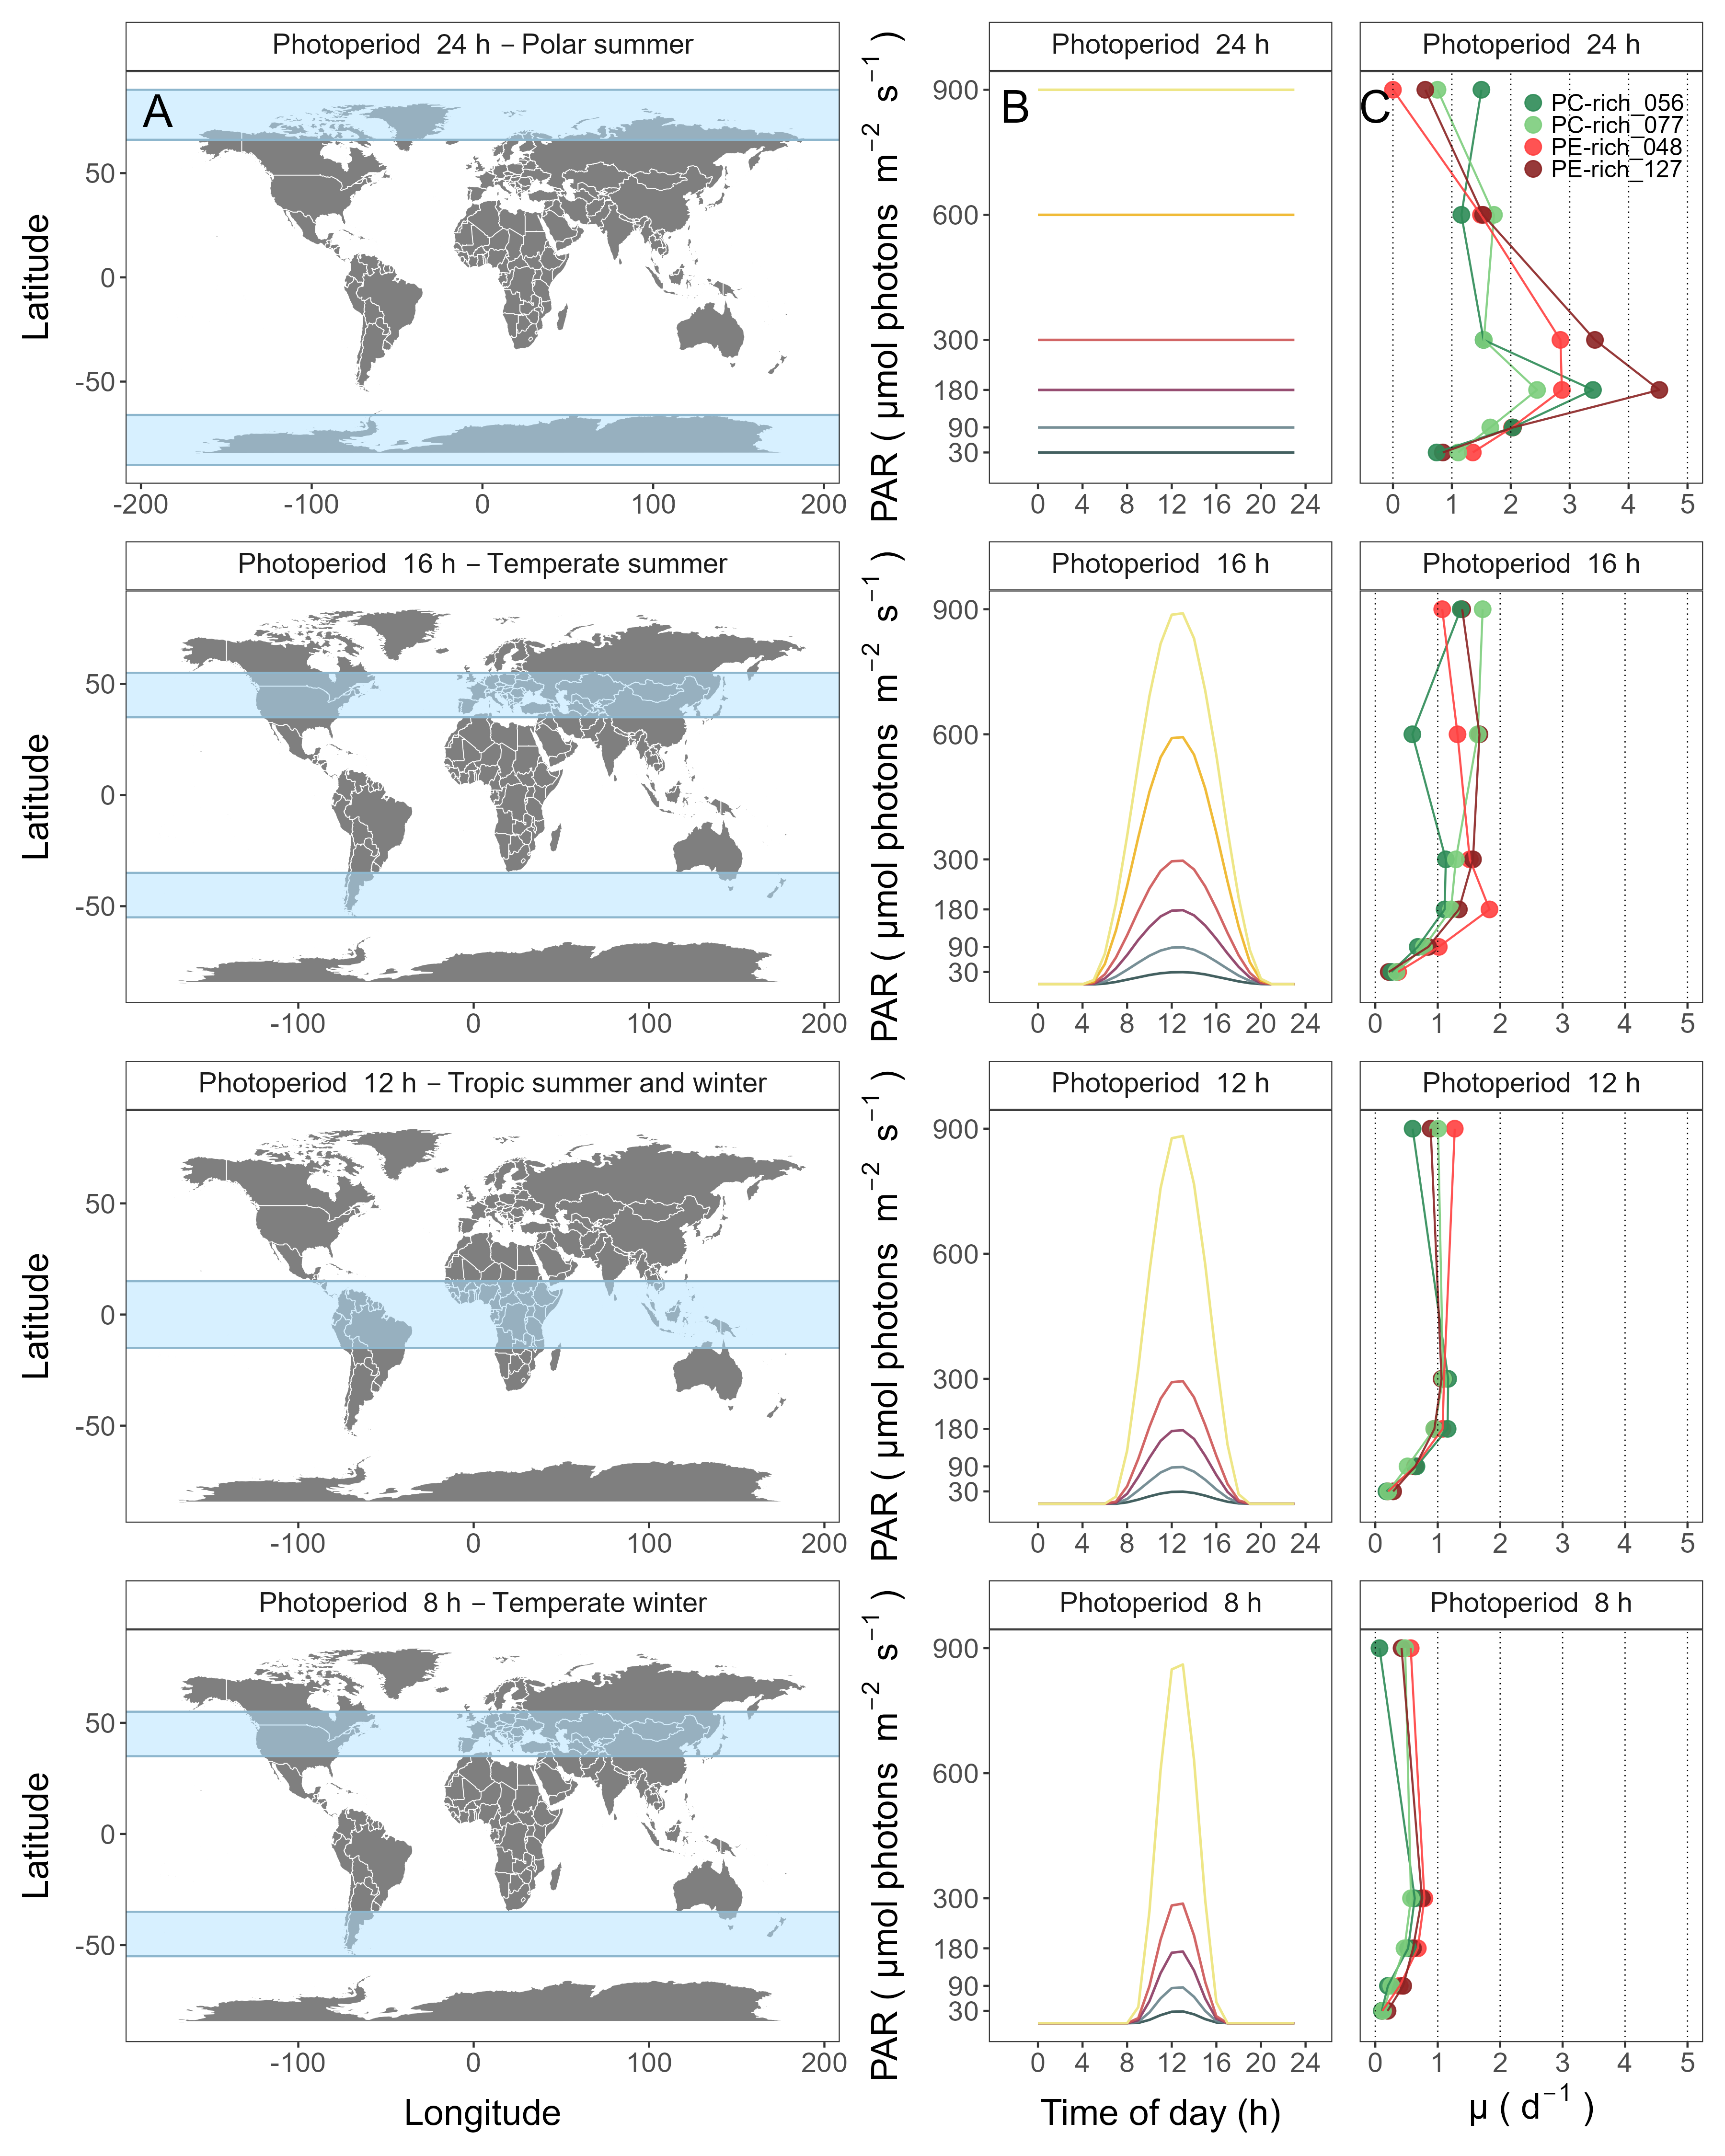 Photoperiod 24 h – Polar summer
Photoperiod 24 h
Photoperiod 24 h
A
B
C
PC-rich_056
PC-rich_077
PE-rich_048
PE-rich_127
Latitude
50
0
-50
-200 -100 0 100 200
PAR ( µmol photons m⁻² s⁻¹ )
900
600
300
180
90
30
0 4 8 12 16 20 24
0 1 2 3 4 5
Photoperiod 16 h – Temperate summer
Photoperiod 16 h
Photoperiod 16 h
Latitude
50
0
-50
-100 0 100 200
PAR ( µmol photons m⁻² s⁻¹ )
900
600
300
180
90
30
0 4 8 12 16 20 24
0 1 2 3 4 5
Photoperiod 12 h – Tropic summer and winter
Photoperiod 12 h
Photoperiod 12 h
Latitude
50
0
-50
-100 0 100 200
PAR ( µmol photons m⁻² s⁻¹ )
900
600
300
180
90
30
0 4 8 12 16 20 24
0 1 2 3 4 5
Photoperiod 8 h – Temperate winter
Photoperiod 8 h
Photoperiod 8 h
Latitude
50
0
-50
-100 0 100 200
PAR ( µmol photons m⁻² s⁻¹ )
900
600
300
180
90
30
0 4 8 12 16 20 24
0 1 2 3 4 5
Longitude
Time of day (h)
µ ( d⁻¹ )